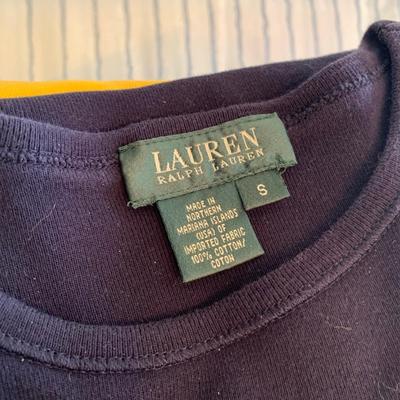 LAUREN
RALPH LAUREN
S
MADE IN
NORTHERN
MARIANA ISLANDS
(USA) OF
IMPORTED FABRIC
100% COTTON/
COTON